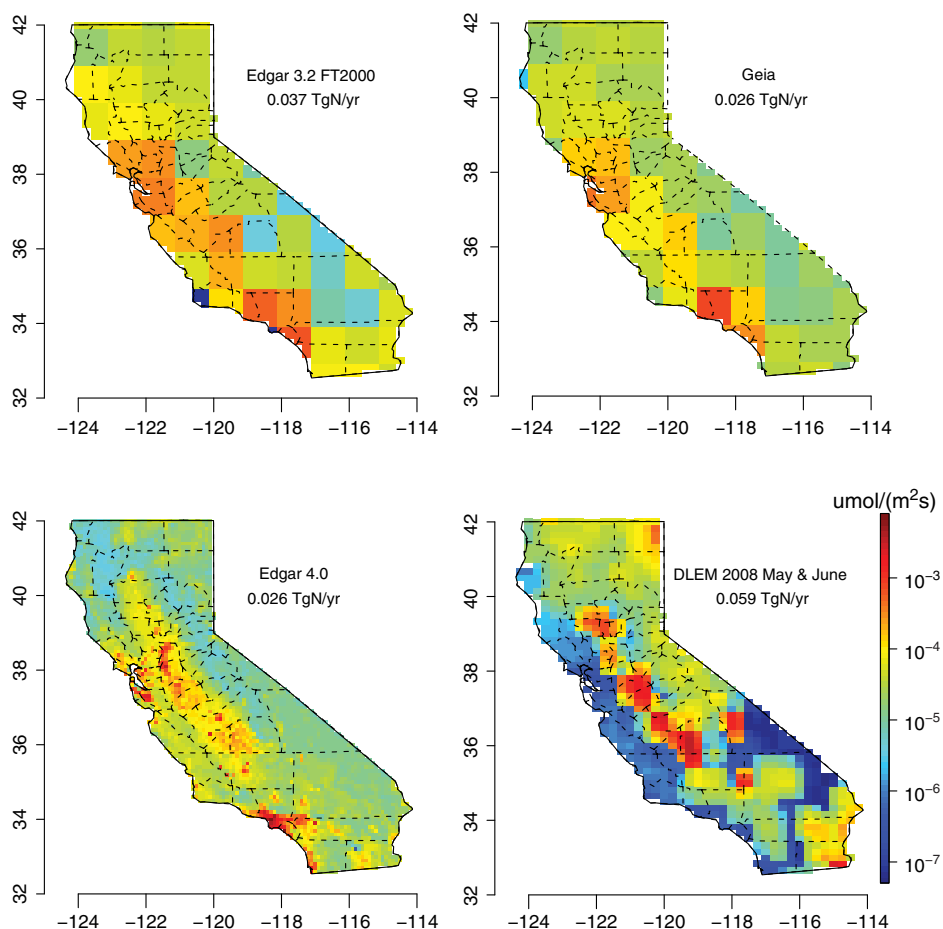 42
40
38
36
34
32
Edgar 3.2 FT2000
0.037 TgN/yr
−124 −122 −120 −118 −116 −114
42
40
38
36
34
32
Geia
0.026 TgN/yr
−124 −122 −120 −118 −116 −114
42
40
38
36
34
32
Edgar 4.0
0.026 TgN/yr
−124 −122 −120 −118 −116 −114
42
40
38
36
34
32
DLEM 2008 May & June
0.059 TgN/yr
−124 −122 −120 −118 −116 −114
umol/(m²s)
10⁻³
10⁻⁴
10⁻⁵
10⁻⁶
10⁻⁷